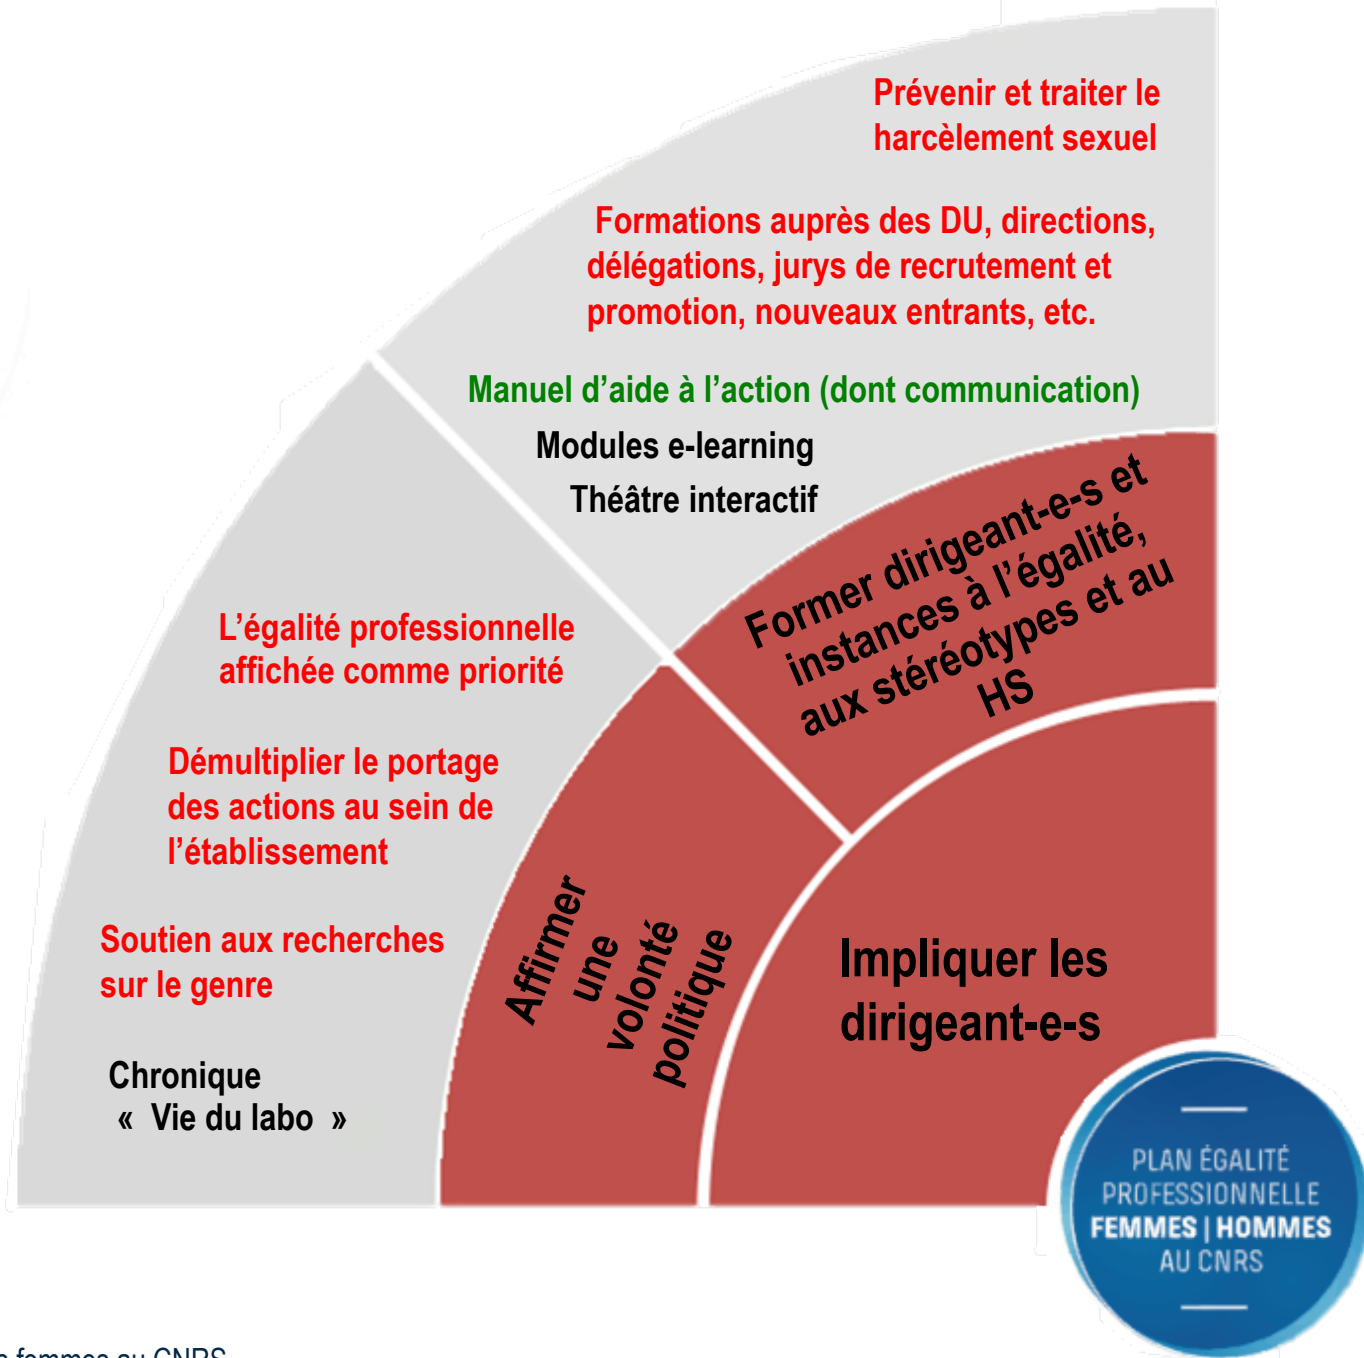 Prévenir et traiter le
harcèlement sexuel
Formations auprès des DU, directions,
délégations, jurys de recrutement et
promotion, nouveaux entrants, etc.
Manuel d’aide à l’action (dont communication)
Modules e-learning
Théâtre interactif
Former dirigeant-e-s et
instances à l’égalité,
aux stéréotypes et au
HS
L’égalité professionnelle
affichée comme priorité
Démultiplier le portage
des actions au sein de
l’établissement
Soutien aux recherches
sur le genre
Chronique
« Vie du labo »
Affirmer
une
volonté
politique
Impliquer les
dirigeant-e-s
PLAN ÉGALITÉ
PROFESSIONNELLE
FEMMES | HOMMES
AU CNRS
femmes au CNRS